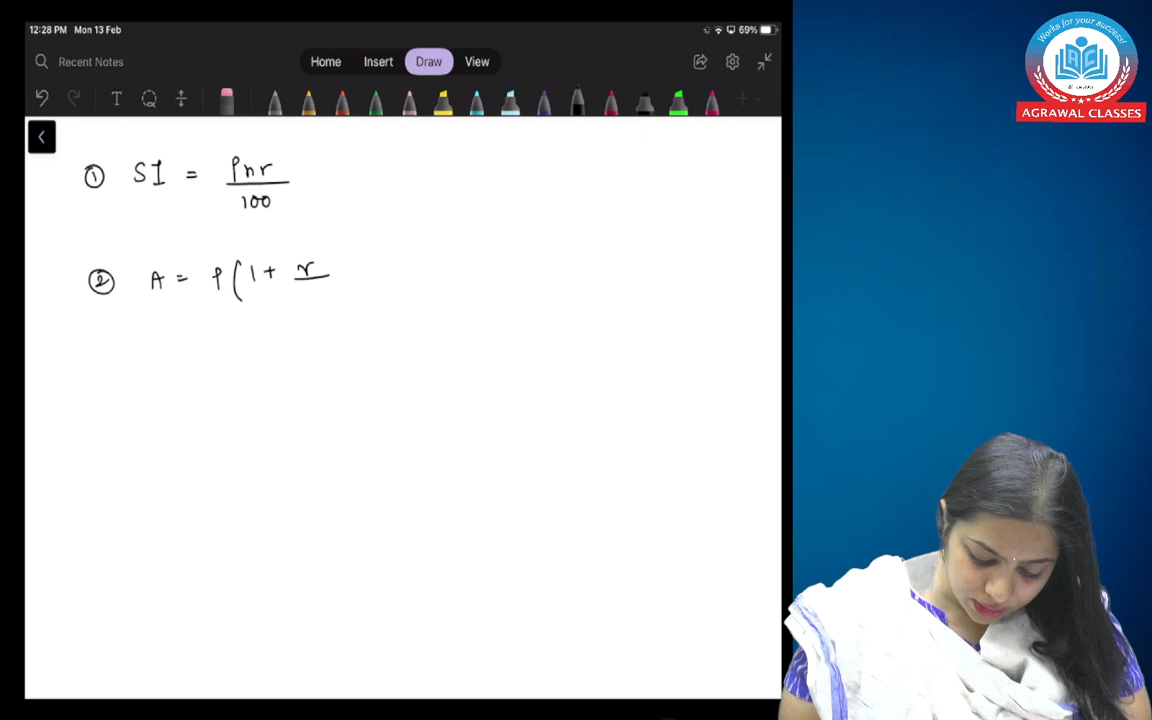 12:28 PM Mon 13 Feb
69%
Recent Notes
Home Insert Draw View
T
① SI = Pnr
100
② A = P(1+ r
Works for your success!
AC
AGRAWAL CLASSES